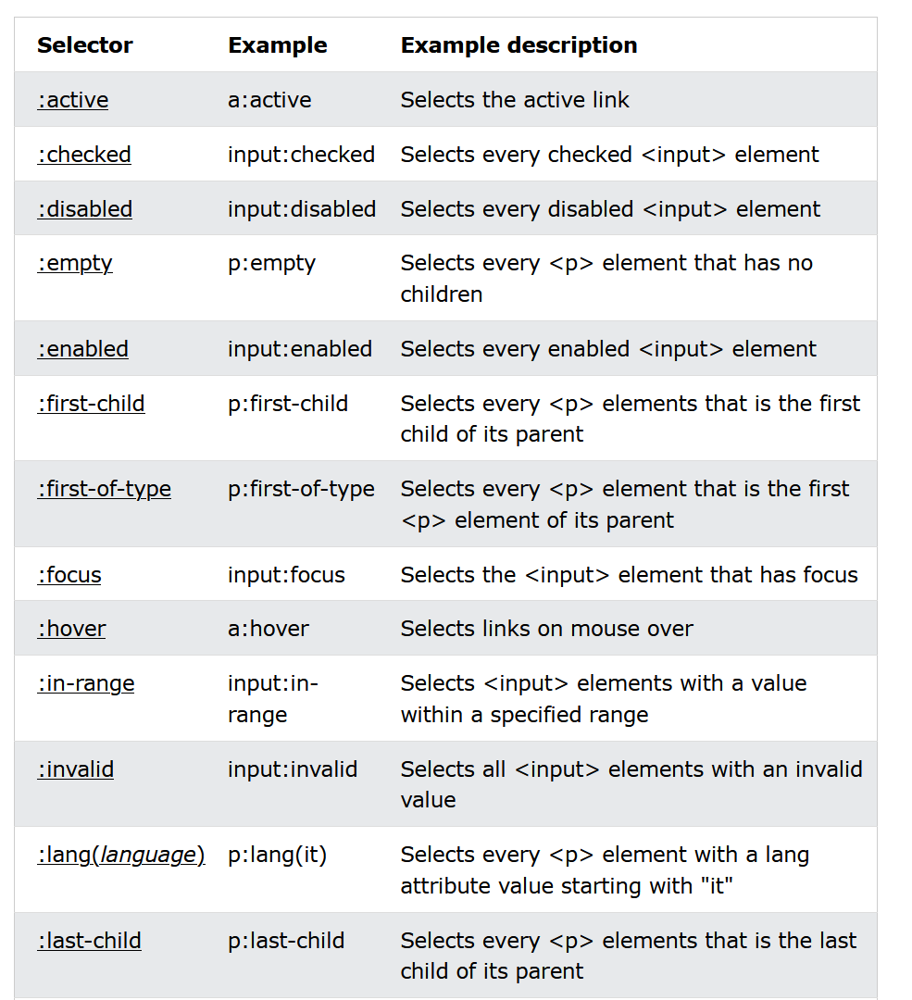 Selector Example Example description
:active a:active Selects the active link
:checked input:checked Selects every checked <input> element
:disabled input:disabled Selects every disabled <input> element
:empty p:empty Selects every <p> element that has no
children
:enabled input:enabled Selects every enabled <input> element
:first-child p:first-child Selects every <p> elements that is the first
child of its parent
:first-of-type p:first-of-type Selects every <p> element that is the first
<p> element of its parent
:focus input:focus Selects the <input> element that has focus
:hover a:hover Selects links on mouse over
:in-range input:in- Selects <input> elements with a value
range within a specified range
:invalid input:invalid Selects all <input> elements with an invalid
value
:lang(language) p:lang(it) Selects every <p> element with a lang
attribute value starting with "it"
:last-child p:last-child Selects every <p> elements that is the last
child of its parent